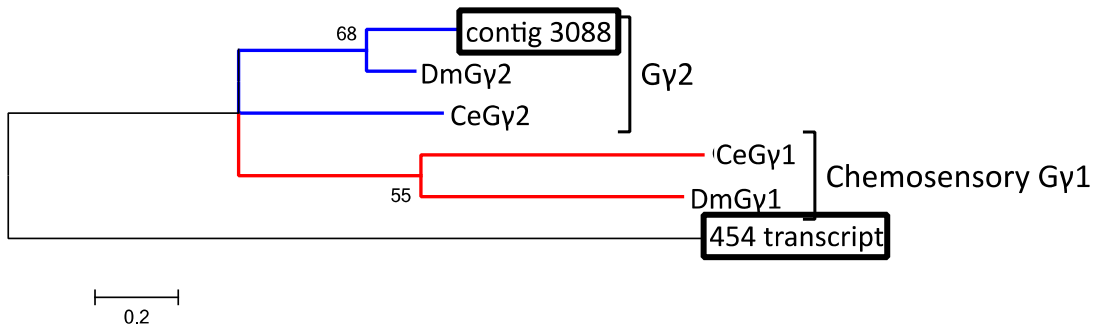 68
contig 3088
DmGγ2
Gγ2
CeGγ2
CeGγ1
Chemosensory Gγ1
55
DmGγ1
454 transcript
0.2